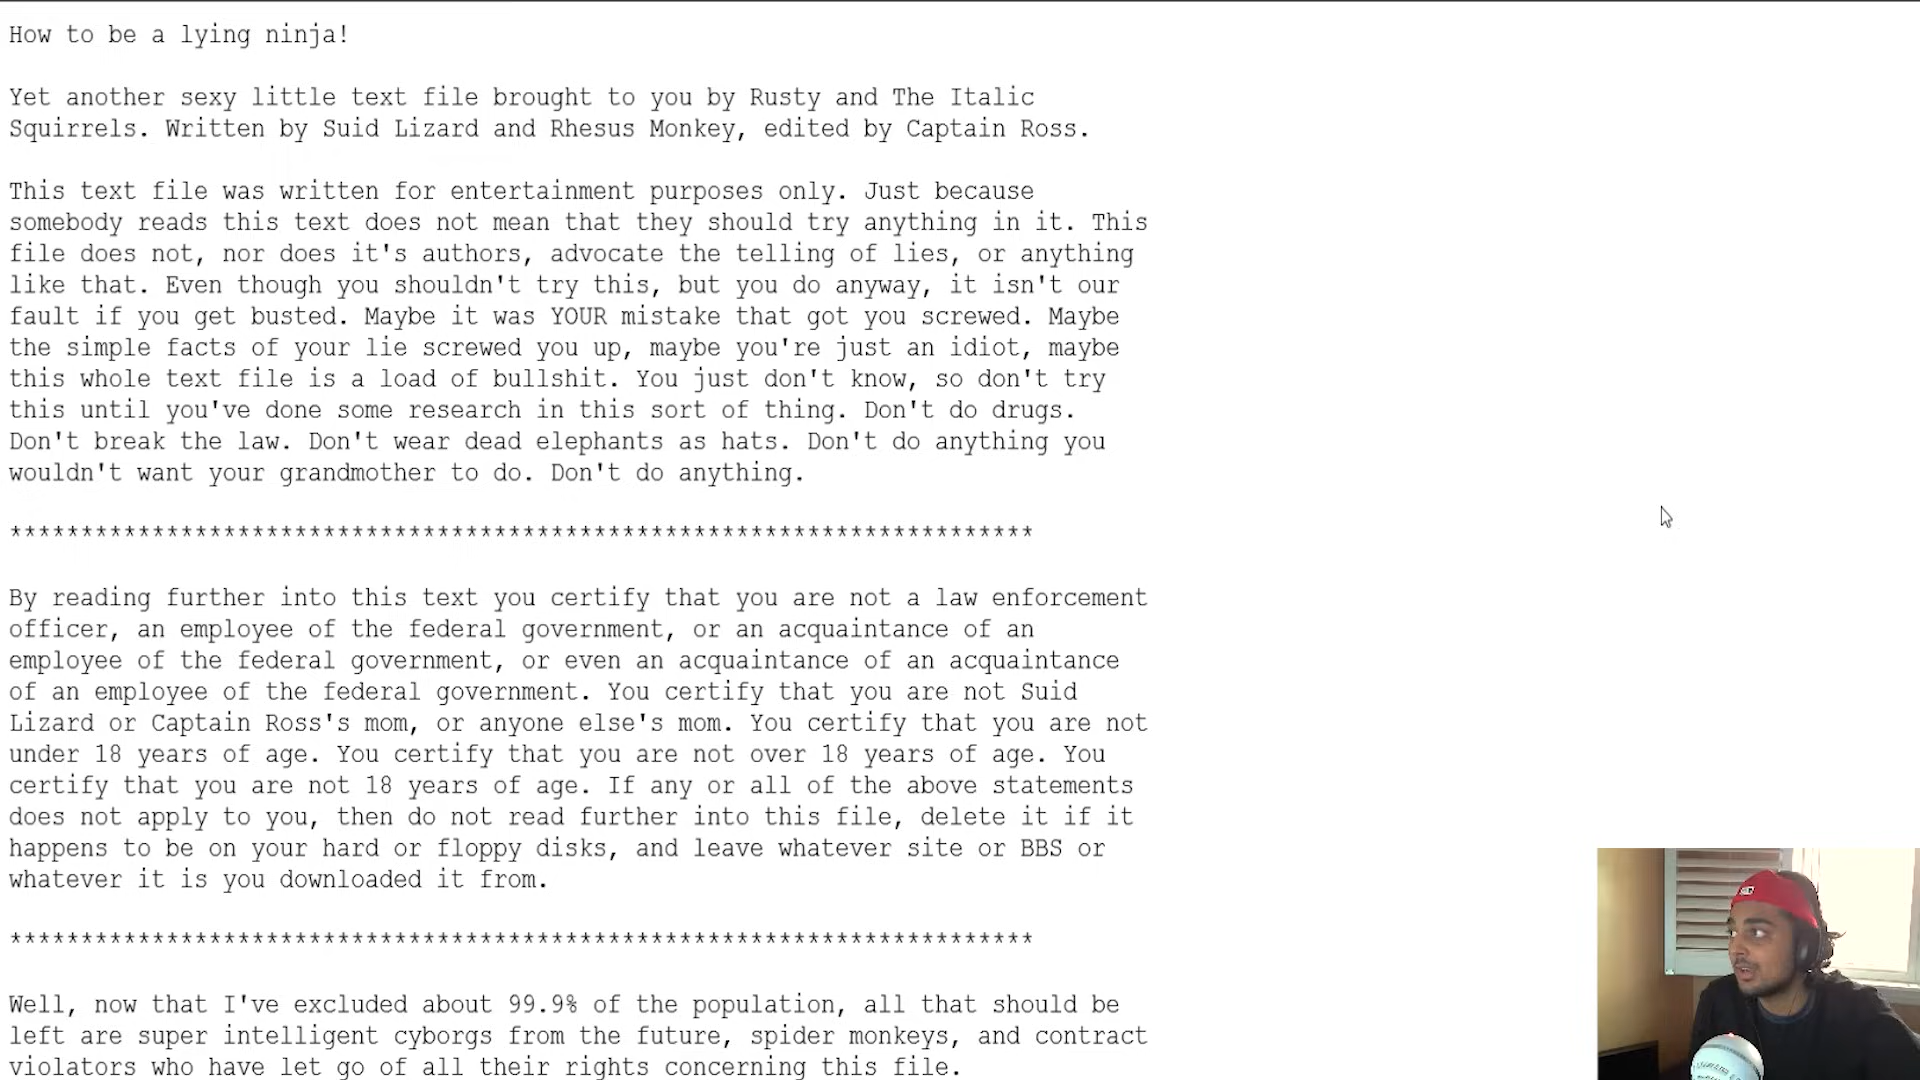 How to be a lying ninja!
Yet another sexy little text file brought to you by Rusty and The Italic
Squirrels. Written by Suid Lizard and Rhesus Monkey, edited by Captain Ross.
This text file was written for entertainment purposes only. Just because
somebody reads this text does not mean that they should try anything in it. This
file does not, nor does it's authors, advocate the telling of lies, or anything
like that. Even though you shouldn't try this, but you do anyway, it isn't our
fault if you get busted. Maybe it was YOUR mistake that got you screwed. Maybe
the simple facts of your lie screwed you up, maybe you're just an idiot, maybe
this whole text file is a load of bullshit. You just don't know, so don't try
this until you've done some research in this sort of thing. Don't do drugs.
Don't break the law. Don't wear dead elephants as hats. Don't do anything you
wouldn't want your grandmother to do. Don't do anything.
************************************************************************
By reading further into this text you certify that you are not a law enforcement
officer, an employee of the federal government, or an acquaintance of an
employee of the federal government, or even an acquaintance of an acquaintance
of an employee of the federal government. You certify that you are not Suid
Lizard or Captain Ross's mom, or anyone else's mom. You certify that you are not
under 18 years of age. You certify that you are not over 18 years of age. You
certify that you are not 18 years of age. If any or all of the above statements
does not apply to you, then do not read further into this file, delete it if it
happens to be on your hard or floppy disks, and leave whatever site or BBS or
whatever it is you downloaded it from.
************************************************************************
Well, now that I've excluded about 99.9% of the population, all that should be
left are super intelligent cyborgs from the future, spider monkeys, and contract
violators who have let go of all their rights concerning this file.